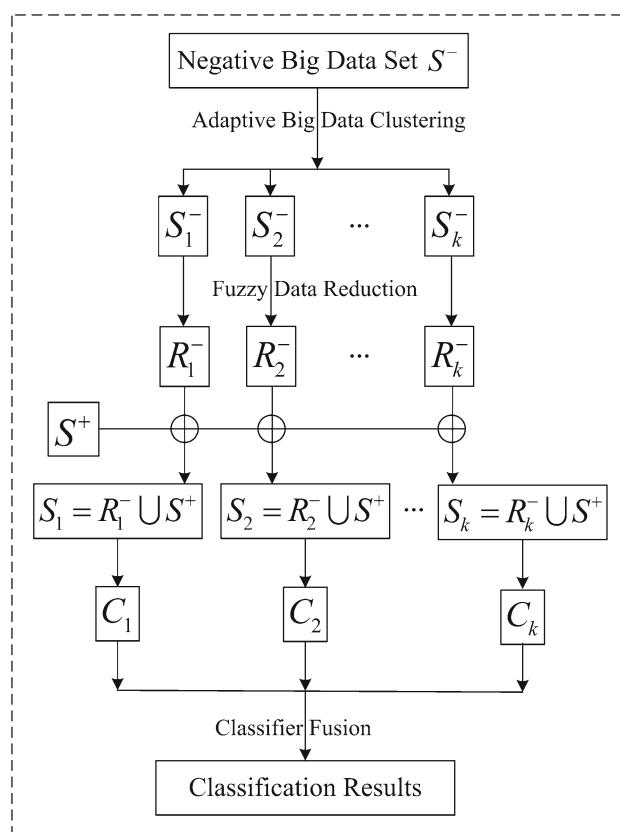 Negative Big Data Set S⁻
Adaptive Big Data Clustering
S₁⁻ S₂⁻ ... Sₖ⁻
Fuzzy Data Reduction
R₁⁻ R₂⁻ ... Rₖ⁻
S⁺
S₁ = R₁⁻ ⋃ S⁺ S₂ = R₂⁻ ⋃ S⁺ ... Sₖ = Rₖ⁻ ⋃ S⁺
C₁ C₂ Cₖ
Classifier Fusion
Classification Results